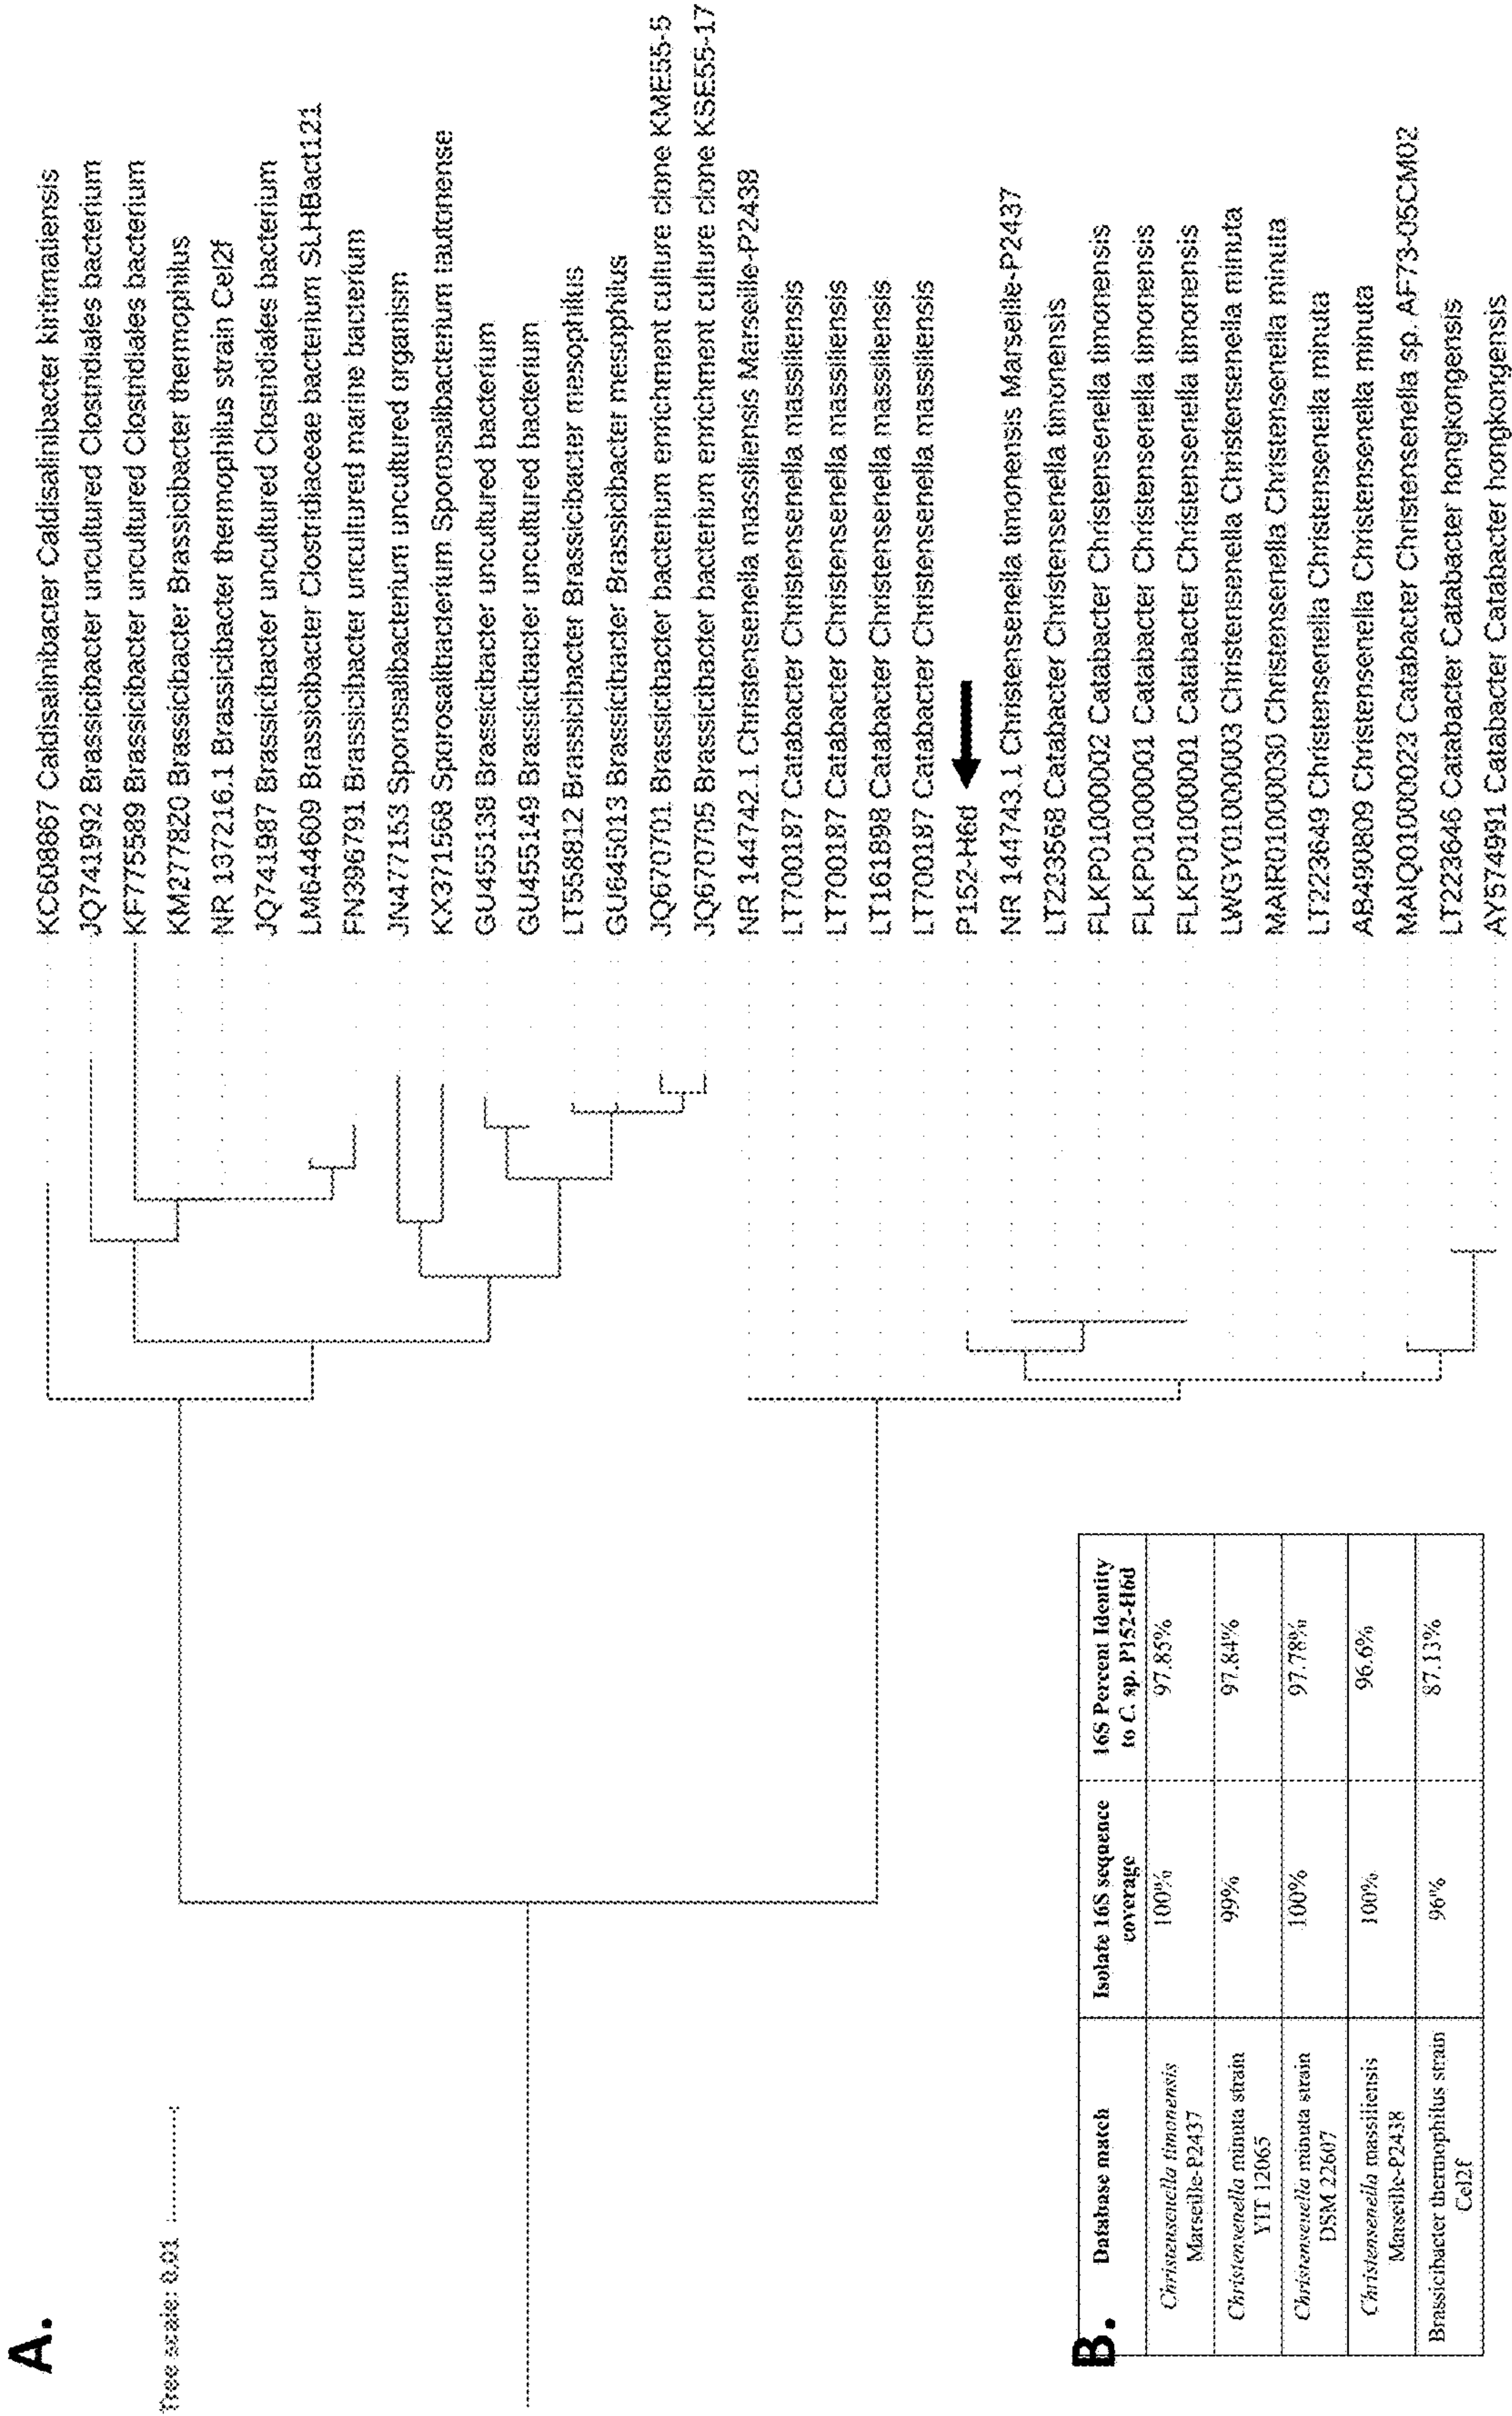 A.
Tree scale: 0.01
KC608867 Caldisalinibacter Caldisalinibacter kiritimatiensis
JQ741992 Brassicibacter uncultured Clostridiales bacterium
KF775589 Brassicibacter uncultured Clostridiales bacterium
KM277820 Brassicibacter Brassicibacter thermophilus
NR 137216.1 Brassicibacter thermophilus strain Cel2f
JQ741987 Brassicibacter uncultured Clostridiales bacterium
LM644609 Brassicibacter Clostridiaceae bacterium SLHBact121
FN396791 Brassicibacter uncultured marine bacterium
JN477153 Sporosalibacterium uncultured organism
KX371568 Sporosalibacterium Sporosalibacterium tautonense
GU455138 Brassicibacter uncultured bacterium
GU455149 Brassicibacter uncultured bacterium
LT558812 Brassicibacter Brassicibacter mesophilus
GU645013 Brassicibacter Brassicibacter mesophilus
JQ670701 Brassicibacter bacterium enrichment culture clone KME55-5
JQ670705 Brassicibacter bacterium enrichment culture clone KSE55-17
NR 144742.1 Christensenella massiliensis Marseille-P2438
LT700187 Catabacter Christensenella massiliensis
LT700187 Catabacter Christensenella massiliensis
LT161898 Catabacter Christensenella massiliensis
LT700187 Catabacter Christensenella massiliensis
P152-H6d
NR 144743.1 Christensenella timonensis Marseille-P2437
LT223568 Catabacter Christensenella timonensis
FLKP01000002 Catabacter Christensenella timonensis
FLKP01000001 Catabacter Christensenella timonensis
FLKP01000001 Catabacter Christensenella timonensis
LWGY01000003 Christensenella Christensenella minuta
MAIR01000030 Christensenella Christensenella minuta
LT223649 Christensenella Christensenella minuta
AB490809 Christensenella Christensenella minuta
MAIQ01000023 Catabacter Christensenella sp. AF73-05CM02
LT223646 Catabacter Catabacter hongkongensis
AY574991 Catabacter Catabacter hongkongensis
B.
Database match
Isolate 16S sequence
coverage
16S Percent Identity
to C. sp. P152-H6d
Christensenella timonensis
Marseille-P2437
100%
97.85%
Christensenella minuta strain
YIT 12065
99%
97.84%
Christensenella minuta strain
DSM 22607
100%
97.78%
Christensenella massiliensis
Marseille-P2438
100%
96.6%
Brassicibacter thermophilus strain
Cel2f
96%
87.13%